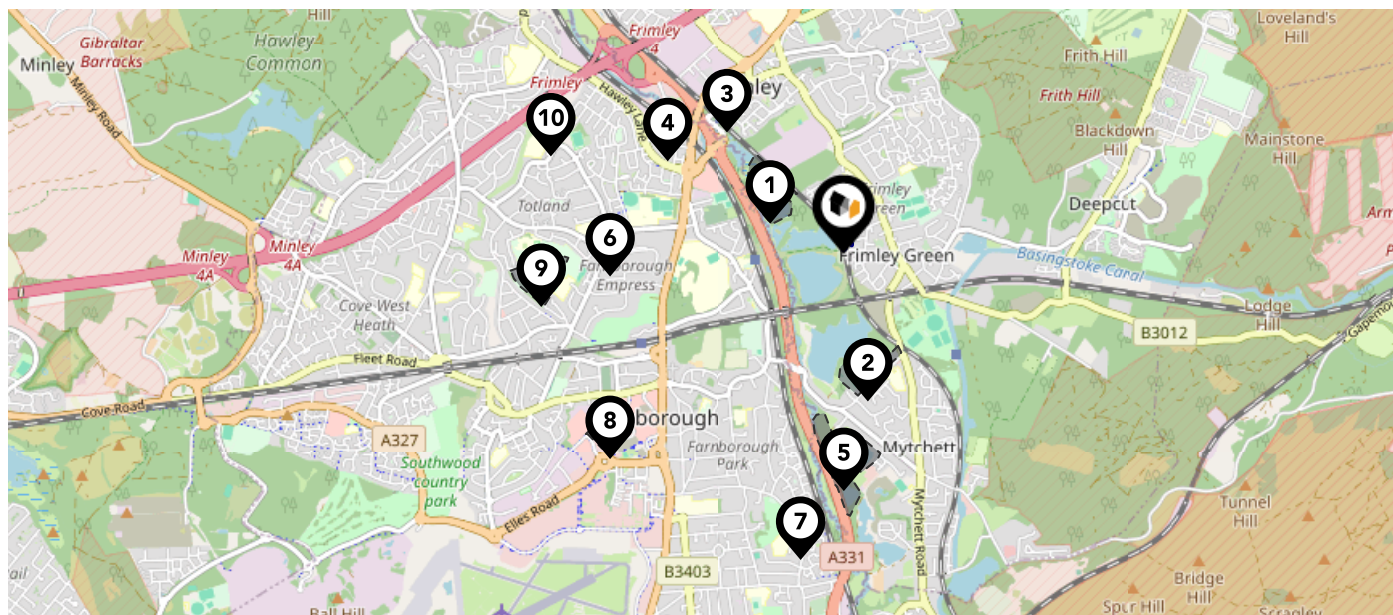 Hill
Loveland's
Hill
Gibraltar
Barracks
Hawley
Common
Minley
Frimley
4
Frith Hill
Frimley
Frith Hill
Minley Road
Hawley Lane
3
10
4
Blackdown
Hill
Mainstone
Hill
1
Totland
Deepcut
6
Minley
4A
Minley
4A
9
Farnborough
Empress
Frimley Green
Basingstoke Canal
Cove West
Heath
Lodge
Hill
B3012
Fleet Road
2
Cove Road
8
borough
A327
Farnborough
Park
5
Mytchett
Southwood
country
park
Elles Road
Mytchett Road
Tunnel
Hill
7
A331
B3403
Bridge
Hill
Ball Hill
Spur Hill